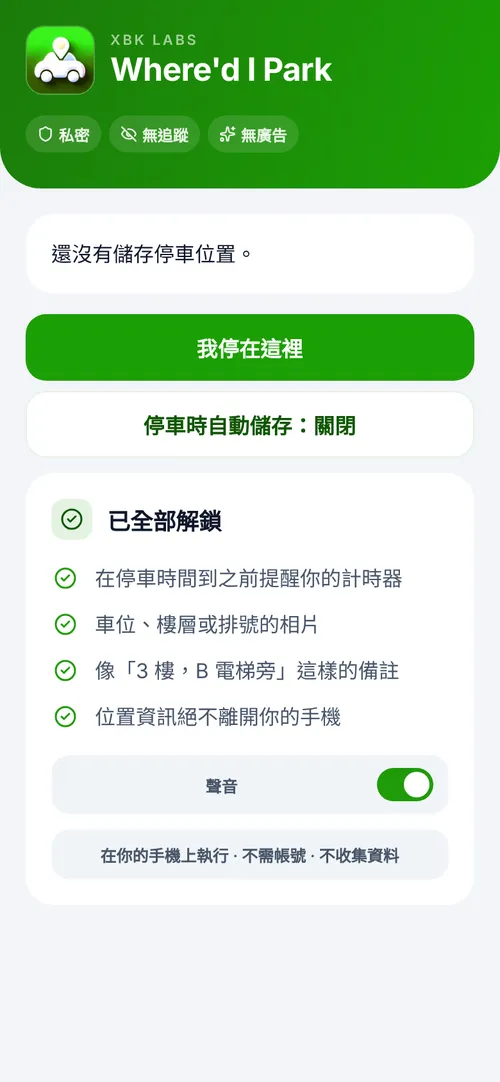 XBK LABS
Where'd I Park
私密
無追蹤
無廣告
還沒有儲存停車位置。
我停在這裡
停車時自動儲存：關閉
已全部解鎖
在停車時間到之前提醒你的計時器
車位、樓層或排號的相片
像「3 樓，B 電梯旁」這樣的備註
位置資訊絕不離開你的手機
聲音
在你的手機上執行 · 不需帳號 · 不收集資料